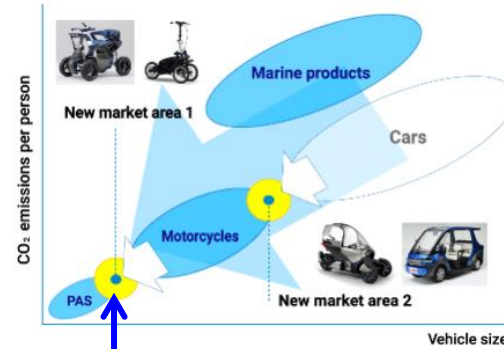 CO₂ emissions per person
Marine products
New market area 1
Cars
Motorcycles
PAS
New market area 2
Vehicle size